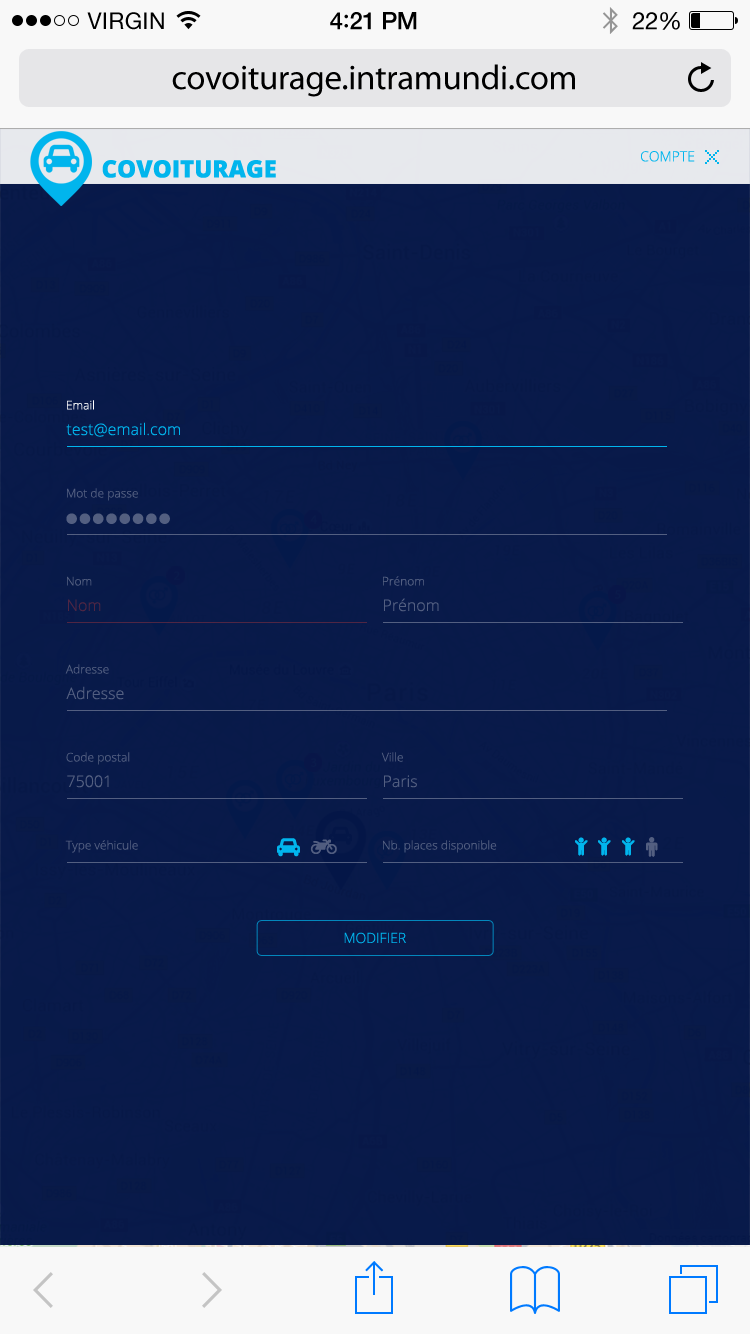 VIRGIN 4:21 PM 22%
covoiturage.intramundi.com
COVOITURAGE COMPTE
Email
test@email.com
Mot de passe
●●●●●●●●
Nom Prénom
Nom Prénom
Adresse
Adresse
Code postal Ville
75001 Paris
Type véhicule Nb. places disponible
MODIFIER